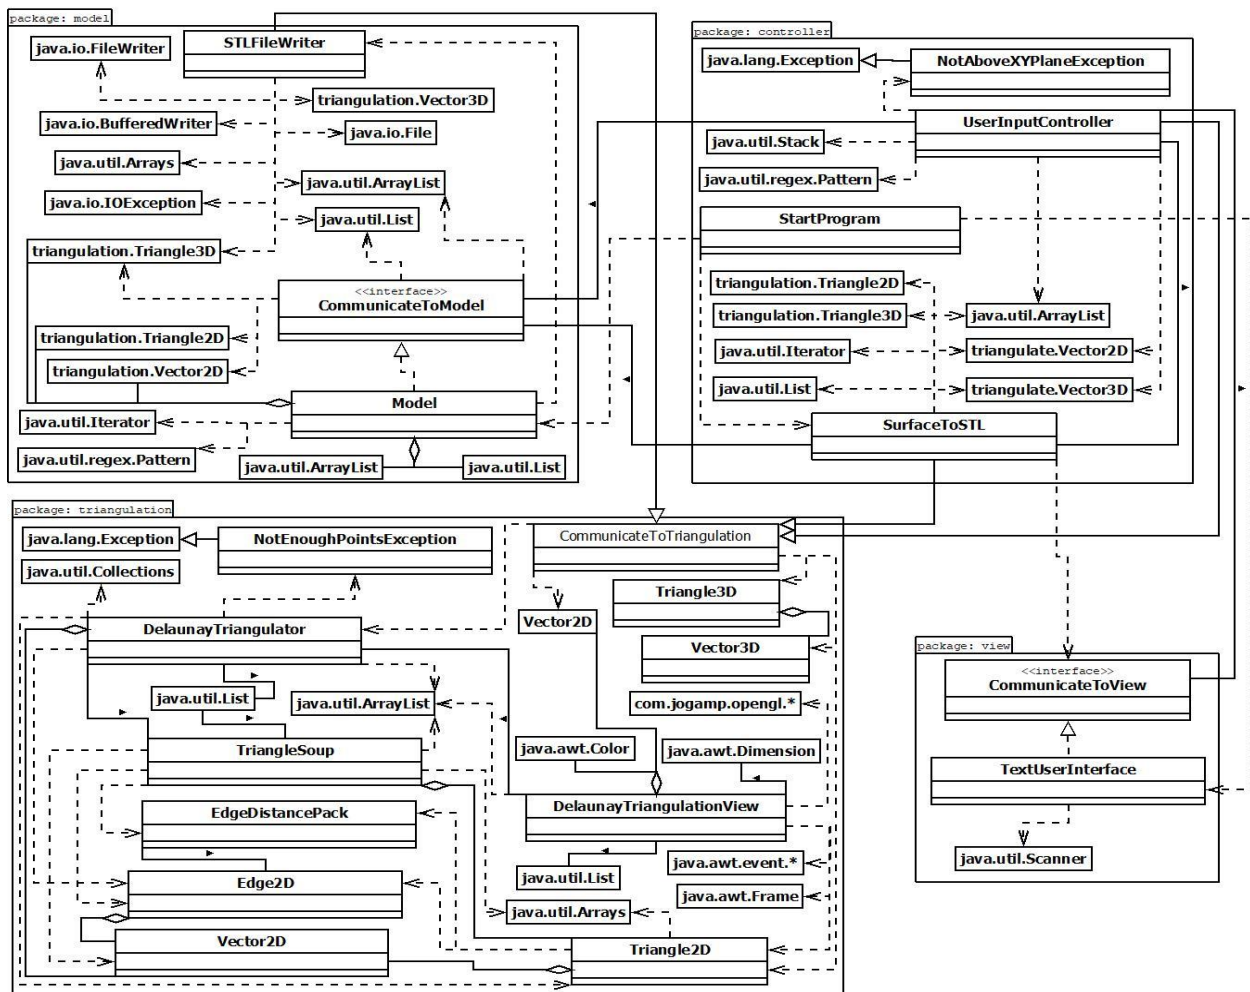 package: model
STLFileWriter
java.io.FileWriter
triangulation.Vector3D
java.io.BufferedWriter
java.io.File
java.util.Arrays
java.util.ArrayList
java.io.IOException
java.util.List
triangulation.Triangle3D
<<interface>>
CommunicateToModel
triangulation.Triangle2D
triangulation.Vector2D
Model
java.util.Iterator
java.util.regex.Pattern
java.util.ArrayList
java.util.List
package: controller
java.lang.Exception
NotAboveXYPlaneException
UserInputController
java.util.Stack
java.util.regex.Pattern
StartProgram
triangulation.Triangle2D
triangulation.Triangle3D
java.util.ArrayList
java.util.Iterator
triangulate.Vector2D
java.util.List
triangulate.Vector3D
SurfaceToSTL
package: triangulation
java.lang.Exception
NotEnoughPointsException
CommunicateToTriangulation
java.util.Collections
Triangle3D
DelaunayTriangulator
Vector2D
Vector3D
java.util.List
java.util.ArrayList
com.jogamp.opengl.*
TriangleSoup
java.awt.Color
java.awt.Dimension
EdgeDistancePack
DelaunayTriangulationView
java.awt.event.*
Edge2D
java.util.List
java.awt.Frame
java.util.Arrays
Vector2D
Triangle2D
package: view
<<interface>>
CommunicateToView
TextUserInterface
java.util.Scanner